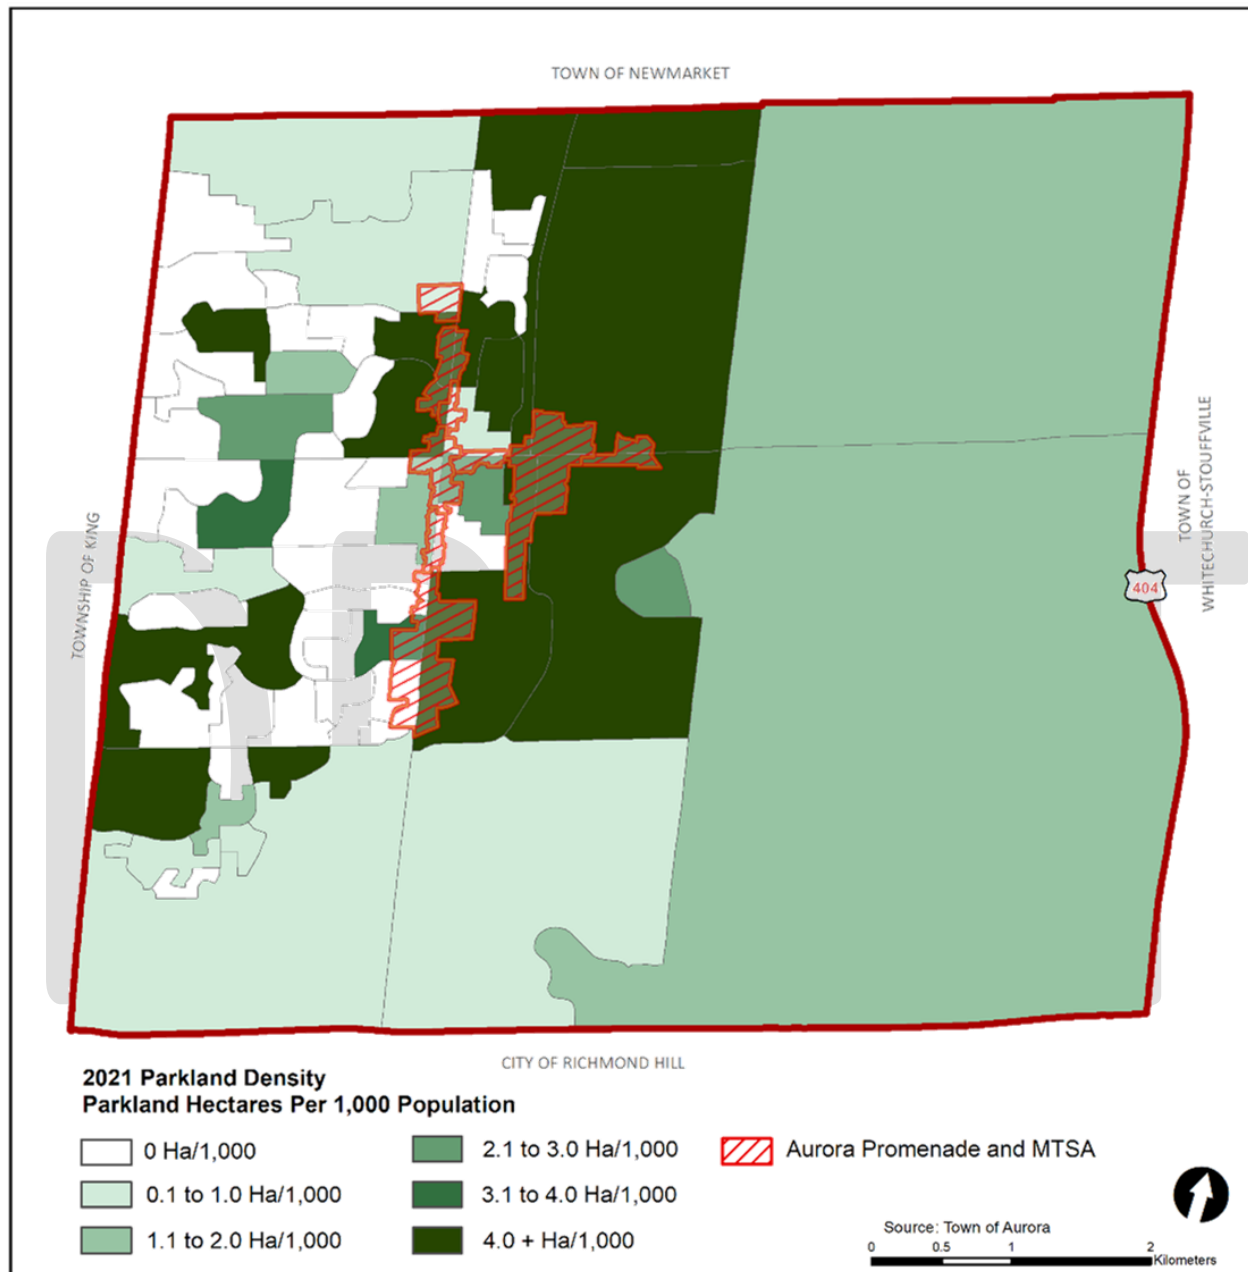 TOWN OF NEWMARKET
TOWNSHIP OF KING
TOWN OF
WHITECHURCH-STOUFFVILLE
404
CITY OF RICHMOND HILL
2021 Parkland Density
Parkland Hectares Per 1,000 Population
0 Ha/1,000
0.1 to 1.0 Ha/1,000
1.1 to 2.0 Ha/1,000
2.1 to 3.0 Ha/1,000
3.1 to 4.0 Ha/1,000
4.0 + Ha/1,000
Aurora Promenade and MTSA
Source: Town of Aurora
0 0.5 1 2
Kilometers